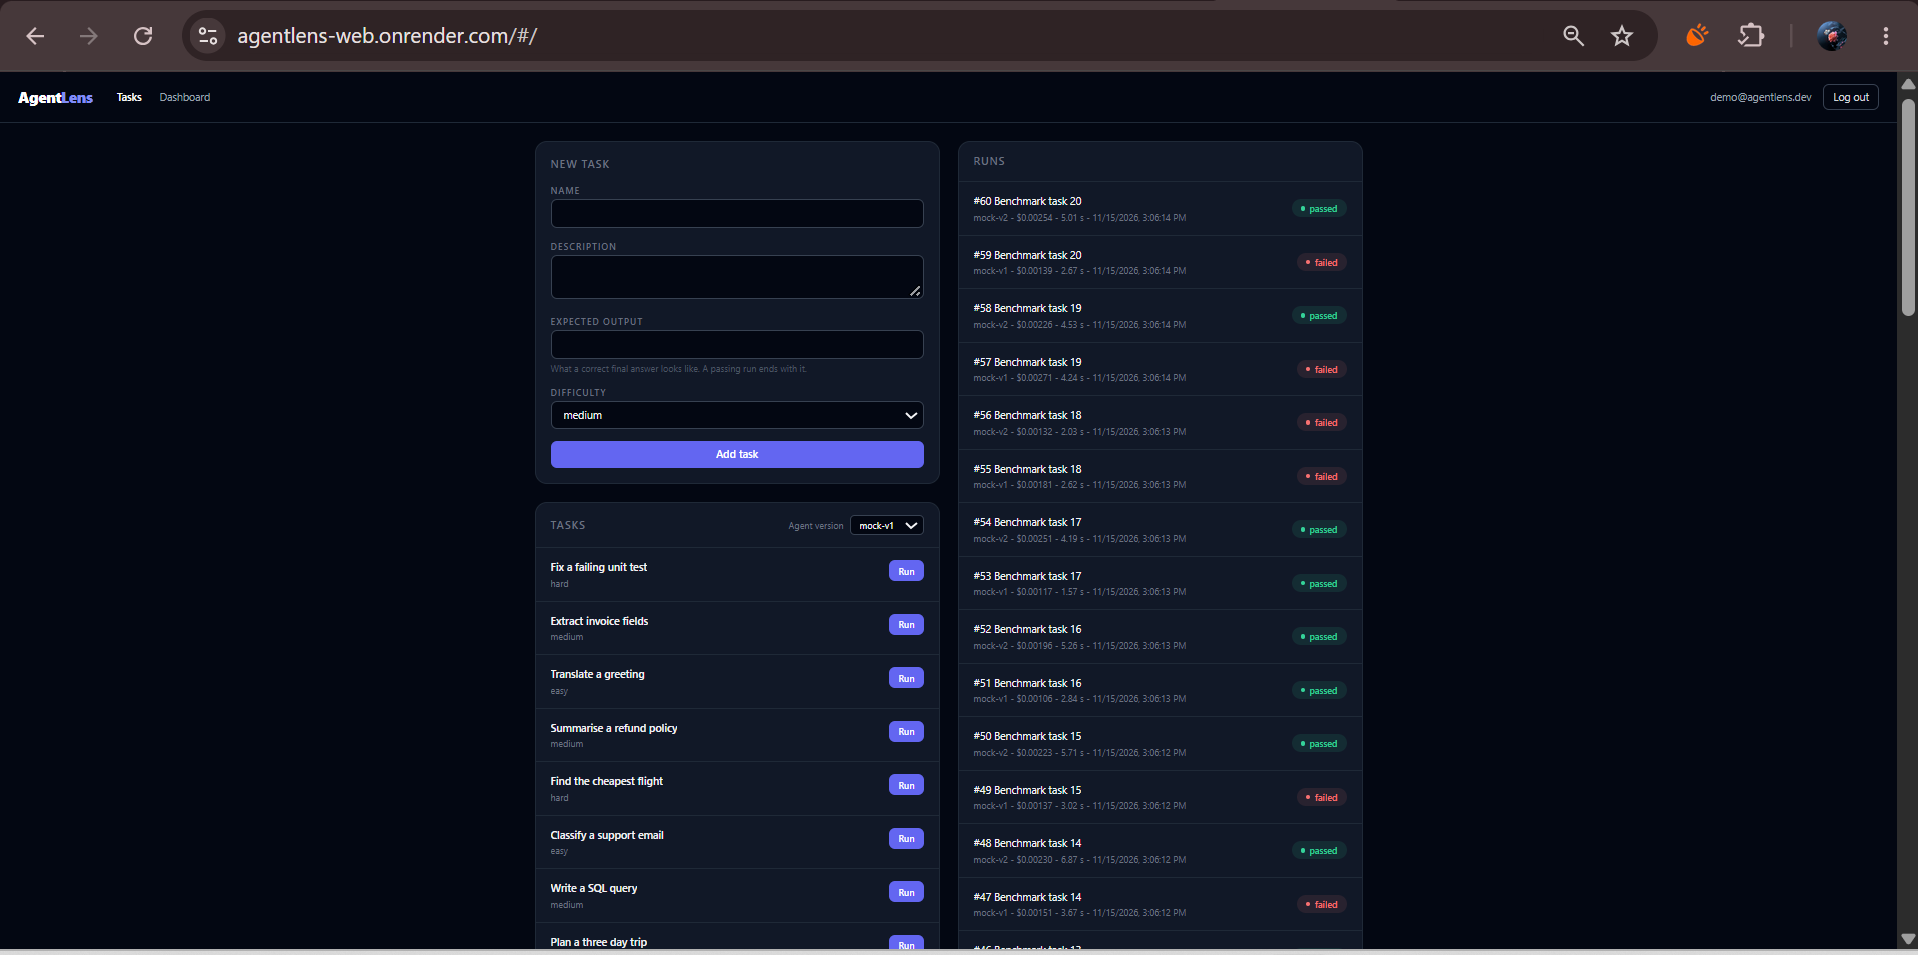 agentlens-web.onrender.com/#/
AgentLens Tasks Dashboard demo@agentlens.dev Log out
NEW TASK
NAME
DESCRIPTION
EXPECTED OUTPUT
What a correct final answer looks like. A passing run ends with it.
DIFFICULTY
medium
Add task
TASKS Agent version mock-v1
Fix a failing unit test Run
hard
Extract invoice fields Run
medium
Translate a greeting Run
easy
Summarise a refund policy Run
medium
Find the cheapest flight Run
hard
Classify a support email Run
easy
Write a SQL query Run
medium
Plan a three day trip Run
RUNS
#60 Benchmark task 20 passed
mock-v2 - $0.00254 - 5.01 s - 11/15/2026, 3:06:14 PM
#59 Benchmark task 20 failed
mock-v1 - $0.00139 - 2.67 s - 11/15/2026, 3:06:14 PM
#58 Benchmark task 19 passed
mock-v2 - $0.00226 - 4.53 s - 11/15/2026, 3:06:14 PM
#57 Benchmark task 19 failed
mock-v1 - $0.00271 - 4.24 s - 11/15/2026, 3:06:14 PM
#56 Benchmark task 18 failed
mock-v2 - $0.00132 - 2.03 s - 11/15/2026, 3:06:13 PM
#55 Benchmark task 18 failed
mock-v1 - $0.00181 - 2.62 s - 11/15/2026, 3:06:13 PM
#54 Benchmark task 17 passed
mock-v2 - $0.00251 - 4.19 s - 11/15/2026, 3:06:13 PM
#53 Benchmark task 17 passed
mock-v1 - $0.00117 - 1.57 s - 11/15/2026, 3:06:13 PM
#52 Benchmark task 16 passed
mock-v2 - $0.00196 - 5.26 s - 11/15/2026, 3:06:13 PM
#51 Benchmark task 16 passed
mock-v1 - $0.00106 - 2.84 s - 11/15/2026, 3:06:13 PM
#50 Benchmark task 15 passed
mock-v2 - $0.00223 - 5.71 s - 11/15/2026, 3:06:12 PM
#49 Benchmark task 15 failed
mock-v1 - $0.00137 - 3.02 s - 11/15/2026, 3:06:12 PM
#48 Benchmark task 14 passed
mock-v2 - $0.00230 - 6.87 s - 11/15/2026, 3:06:12 PM
#47 Benchmark task 14 failed
mock-v1 - $0.00151 - 3.67 s - 11/15/2026, 3:06:12 PM
#46 Benchmark task 13